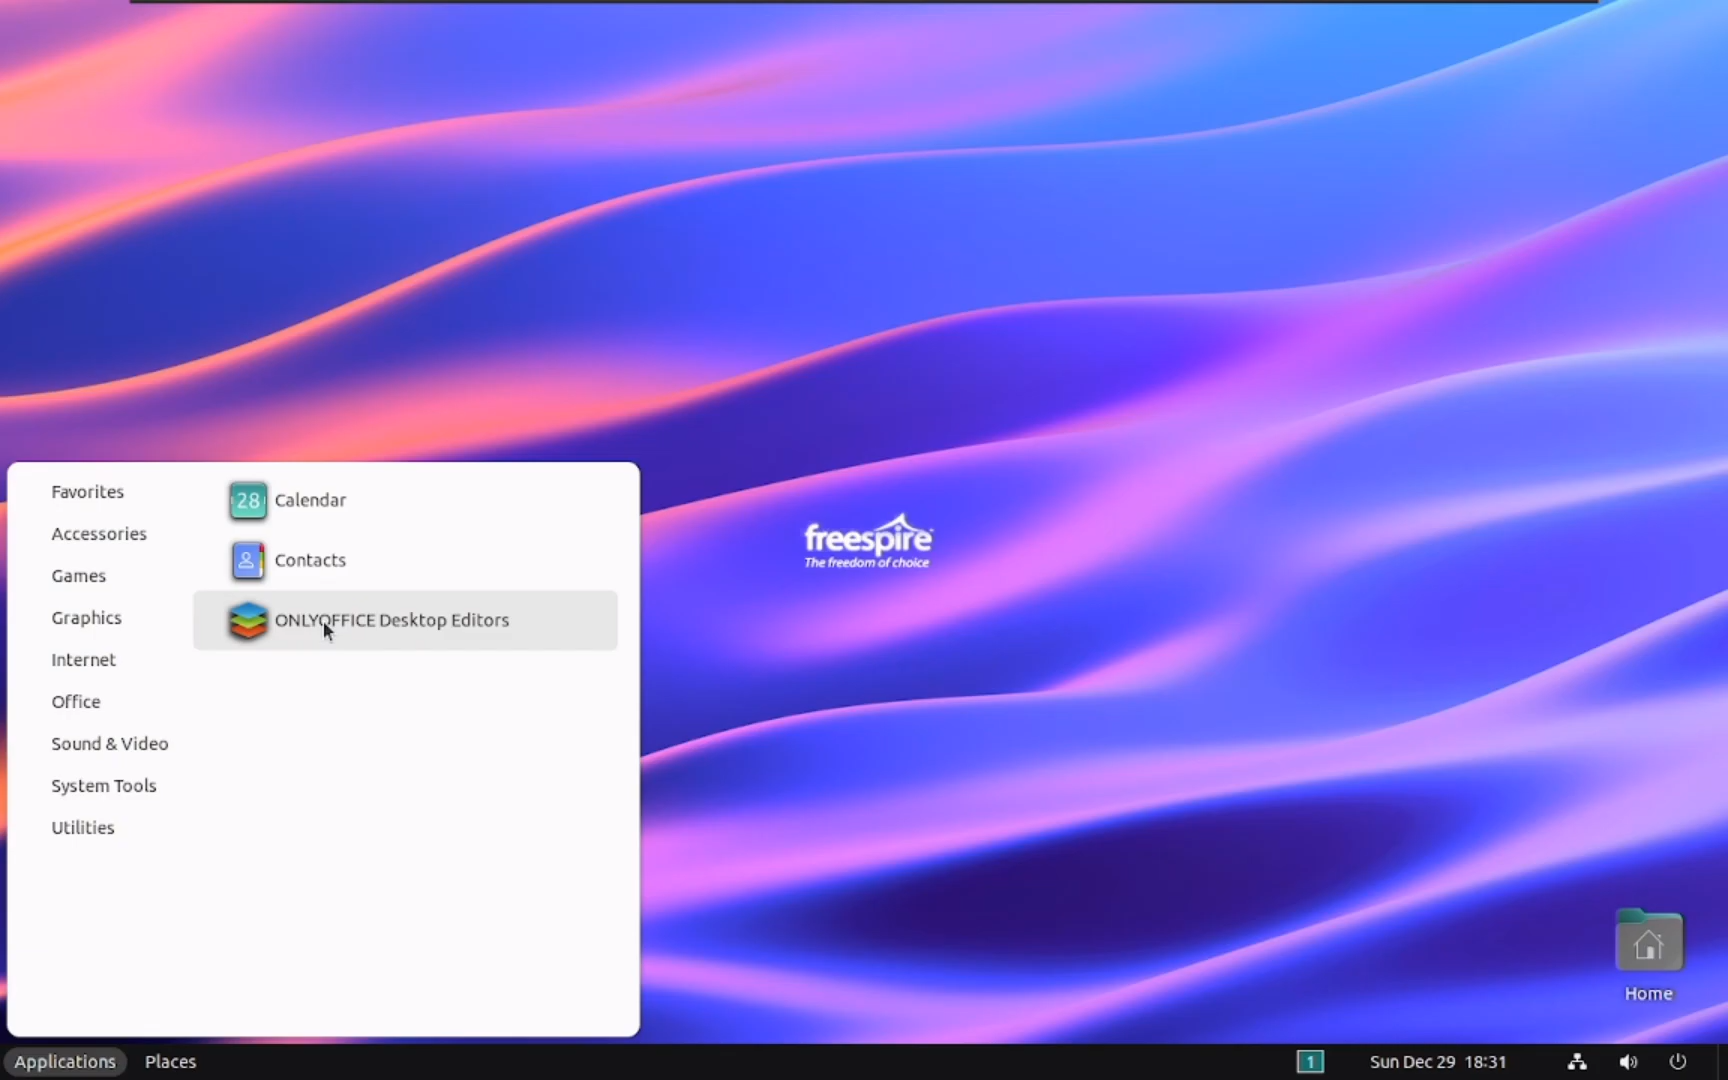 freespire
The freedom of choice
Favorites
Accessories
Games
Graphics
Internet
Office
Sound & Video
System Tools
Utilities
28
Calendar
Contacts
ONLYOFFICE Desktop Editors
Home
Applications
Places
1
Sun Dec 29 18:31